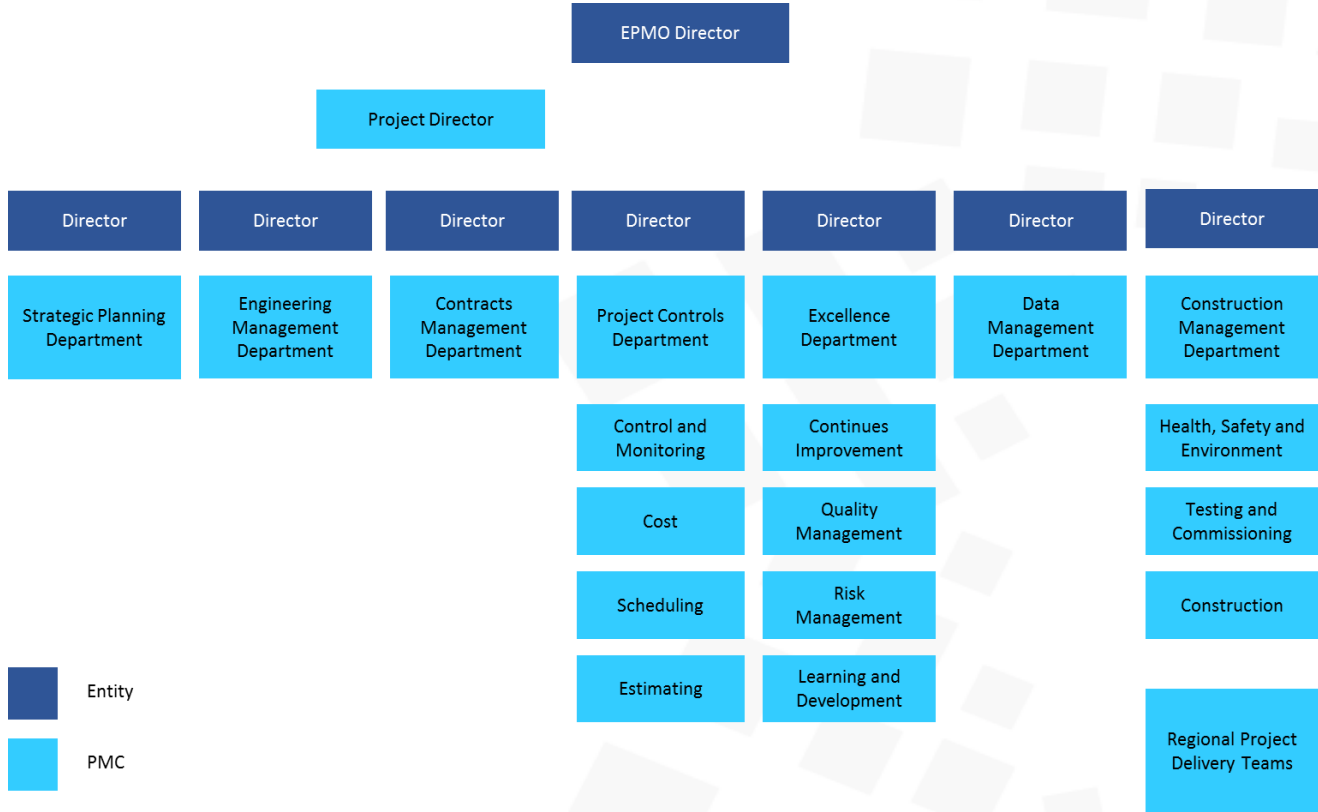 EPMO Director
Project Director
Director
Director
Director
Director
Director
Director
Director
Strategic Planning
Department
Engineering
Management
Department
Contracts
Management
Department
Project Controls
Department
Excellence
Department
Data
Management
Department
Construction
Management
Department
Control and
Monitoring
Continues
Improvement
Health, Safety and
Environment
Cost
Quality
Management
Testing and
Commissioning
Scheduling
Risk
Management
Construction
Estimating
Learning and
Development
Regional Project
Delivery Teams
Entity
PMC